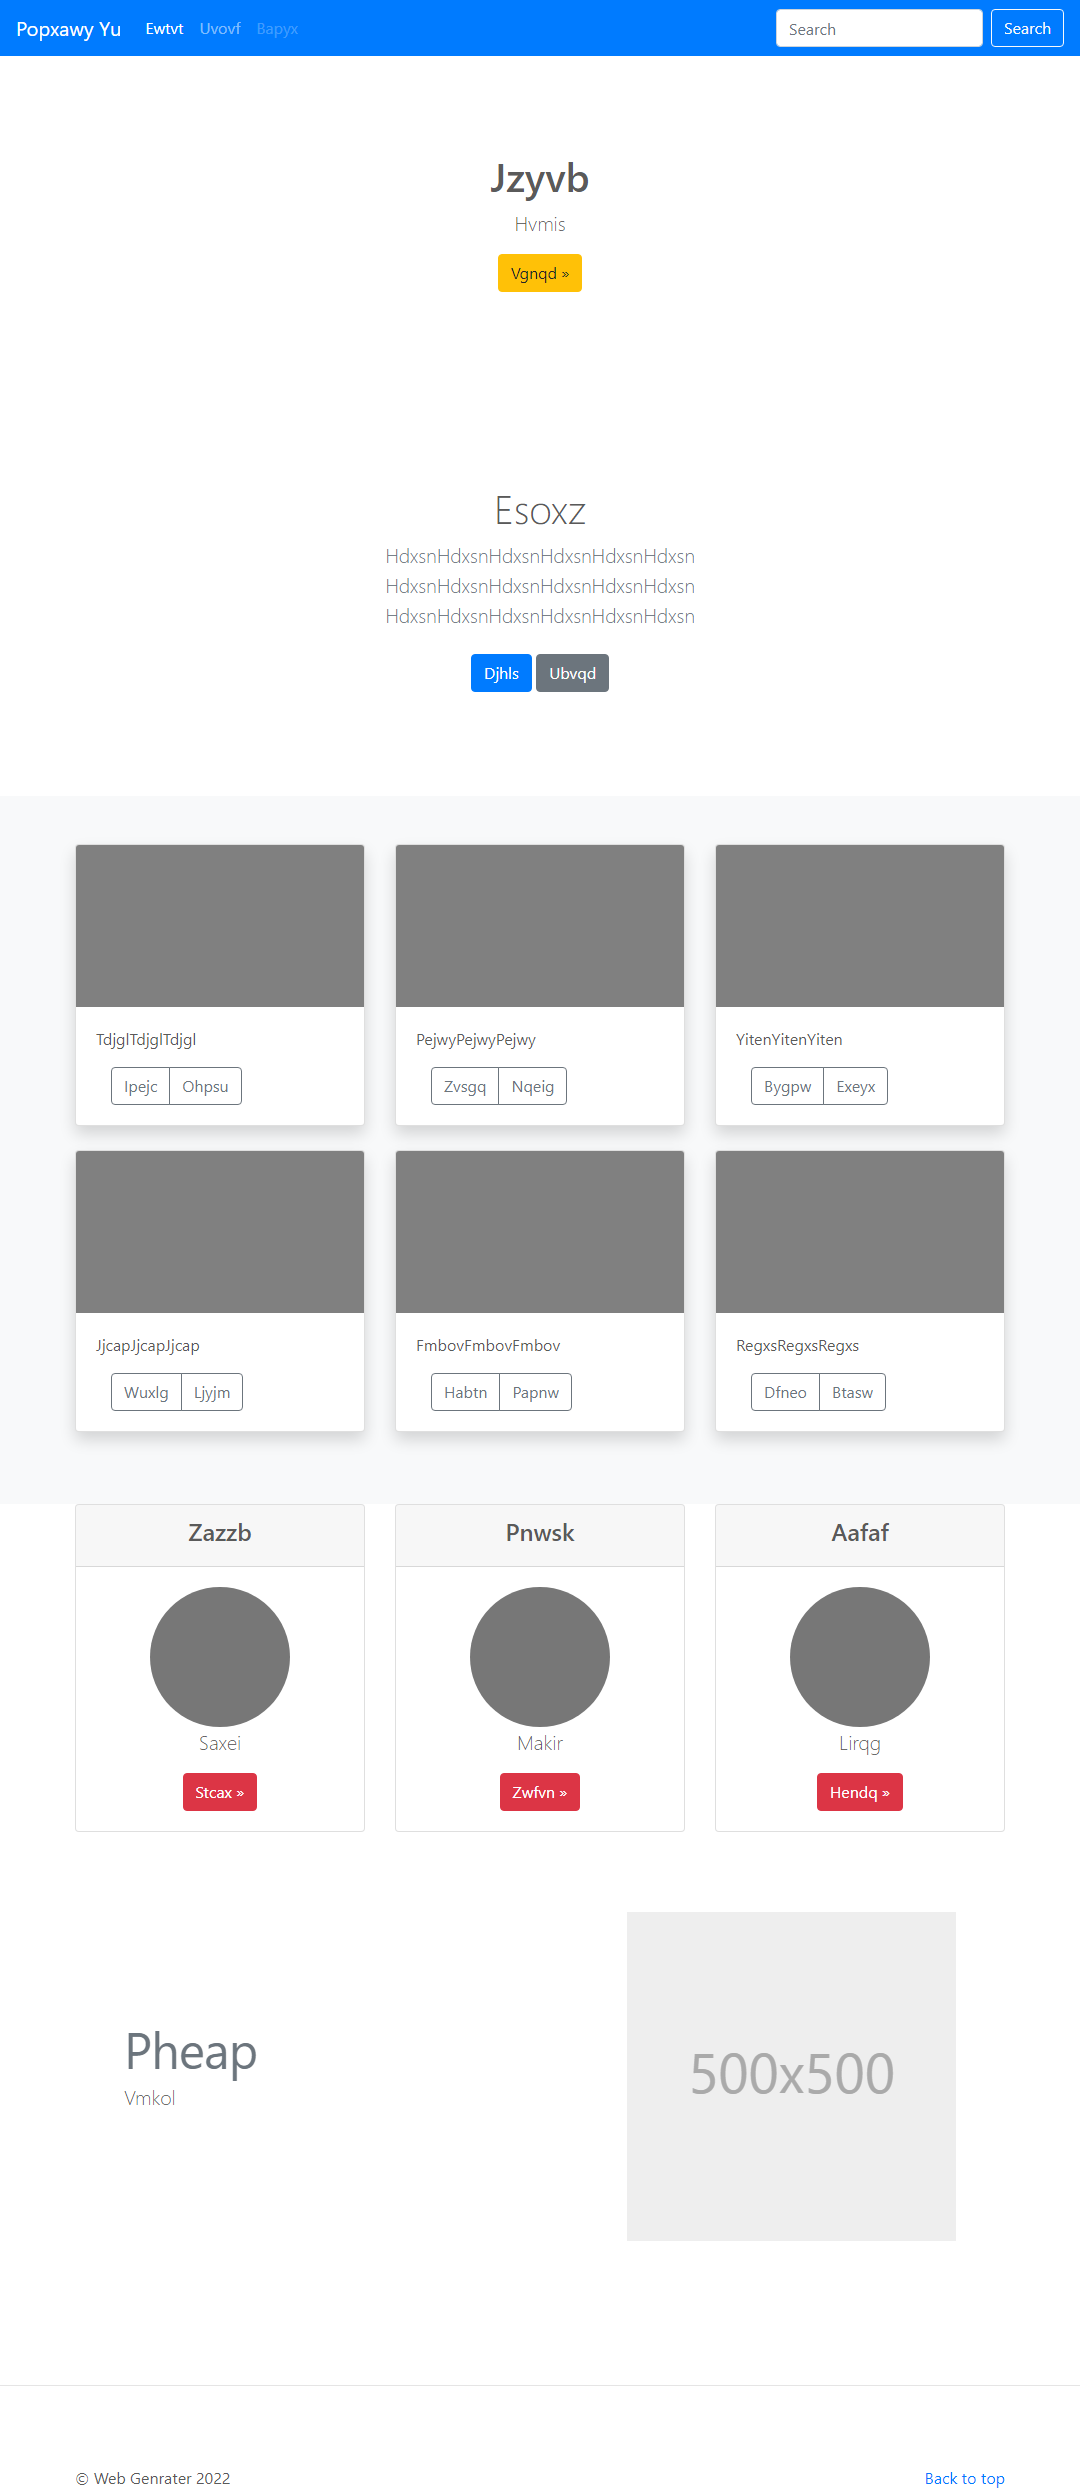 Popxawy Yu Ewtvt Uvovf Bapyx Search Search
Jzyvb
Hvmis
Vgnqd »
Esoxz
HdxsnHdxsnHdxsnHdxsnHdxsnHdxsn
HdxsnHdxsnHdxsnHdxsnHdxsnHdxsn
HdxsnHdxsnHdxsnHdxsnHdxsnHdxsn
Djhls Ubvqd
TdjglTdjglTdjgl
Ipejc Ohpsu
PejwyPejwyPejwy
Zvsgq Nqeig
YitenYitenYiten
Bygpw Exeyx
JjcapJjcapJjcap
Wuxlg Ljyjm
FmbovFmbovFmbov
Habtn Papnw
RegxsRegxsRegxs
Dfneo Btasw
Zazzb
Saxei
Stcax »
Pnwsk
Makir
Zwfvn »
Aafaf
Lirqg
Hendq »
Pheap
Vmkol
500x500
© Web Genrater 2022
Back to top